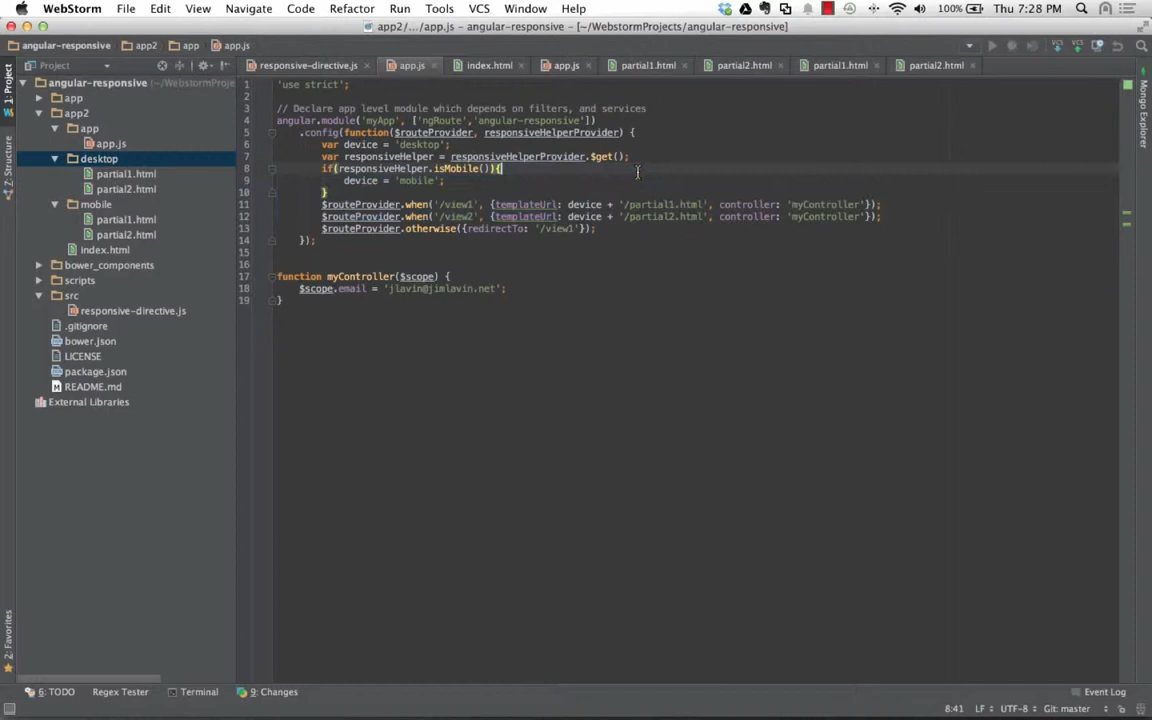 WebStorm File Edit View Navigate Code Refactor Run Tools VCS Window Help 100% Thu 7:28 PM
app2/.../app.js - angular-responsive - [~/WebstormProjects/angular-responsive]
angular-responsive app2 app app.js
Project responsive-directive.js app.js index.html app.js partial1.html partial2.html partial1.html partial2.html
1: Project
7: Structure
2: Favorites
Mongo Explorer
angular-responsive (~/WebstormProje
app
app2
app
app.js
desktop
partial1.html
partial2.html
mobile
partial1.html
partial2.html
index.html
bower_components
scripts
src
responsive-directive.js
.gitignore
bower.json
LICENSE
package.json
README.md
External Libraries
1 'use strict';
2
3 // Declare app level module which depends on filters, and services
4 angular.module('myApp', ['ngRoute','angular-responsive'])
5 .config(function($routeProvider, responsiveHelperProvider) {
6 var device = 'desktop';
7 var responsiveHelper = responsiveHelperProvider.$get();
8 if(responsiveHelper.isMobile()){
9 device = 'mobile';
10 }
11 $routeProvider.when('/view1', {templateUrl: device + '/partial1.html', controller: 'myController'});
12 $routeProvider.when('/view2', {templateUrl: device + '/partial2.html', controller: 'myController'});
13 $routeProvider.otherwise({redirectTo: '/view1'});
14 });
15
16
17 function myController($scope) {
18 $scope.email = 'jlavin@jimlavin.net';
19 }
6: TODO Regex Tester Terminal 9: Changes Event Log
8:41 LF UTF-8 Git: master